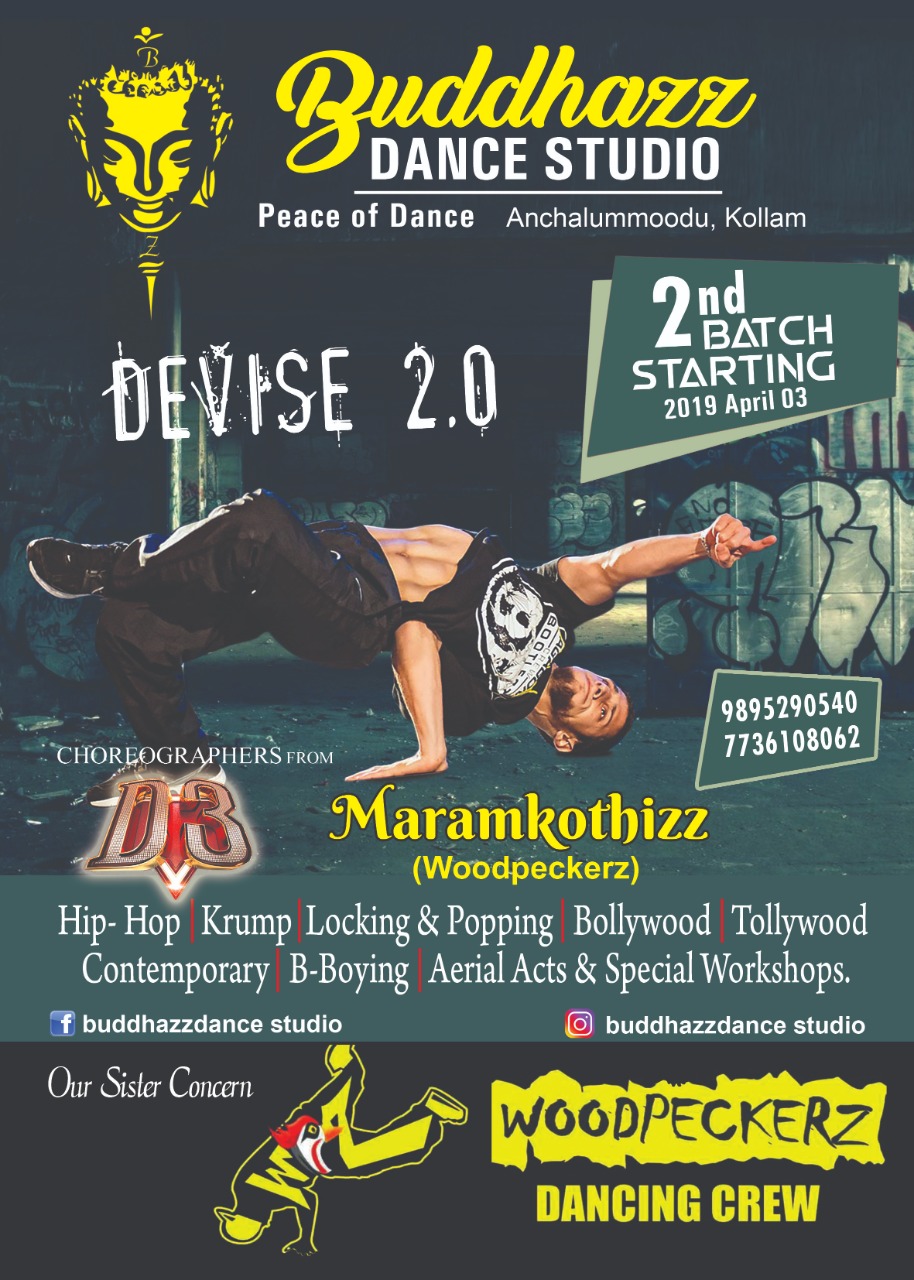 B
Z
Buddhazz
DANCE STUDIO
Peace of Dance Anchalummoodu, Kollam
2nd
BATCH
STARTING
2019 April 03
DEVISE 2.0
NO
BOOTLEG
9895290540
7736108062
CHOREOGRAPHERS FROM
D3
Maramkothizz
(Woodpeckerz)
Hip- Hop | Krump | Locking & Popping | Bollywood | Tollywood
Contemporary | B-Boying | Aerial Acts & Special Workshops.
f buddhazzdance studio
buddhazzdance studio
Our Sister Concern
W
WOODPECKERZ
DANCING CREW